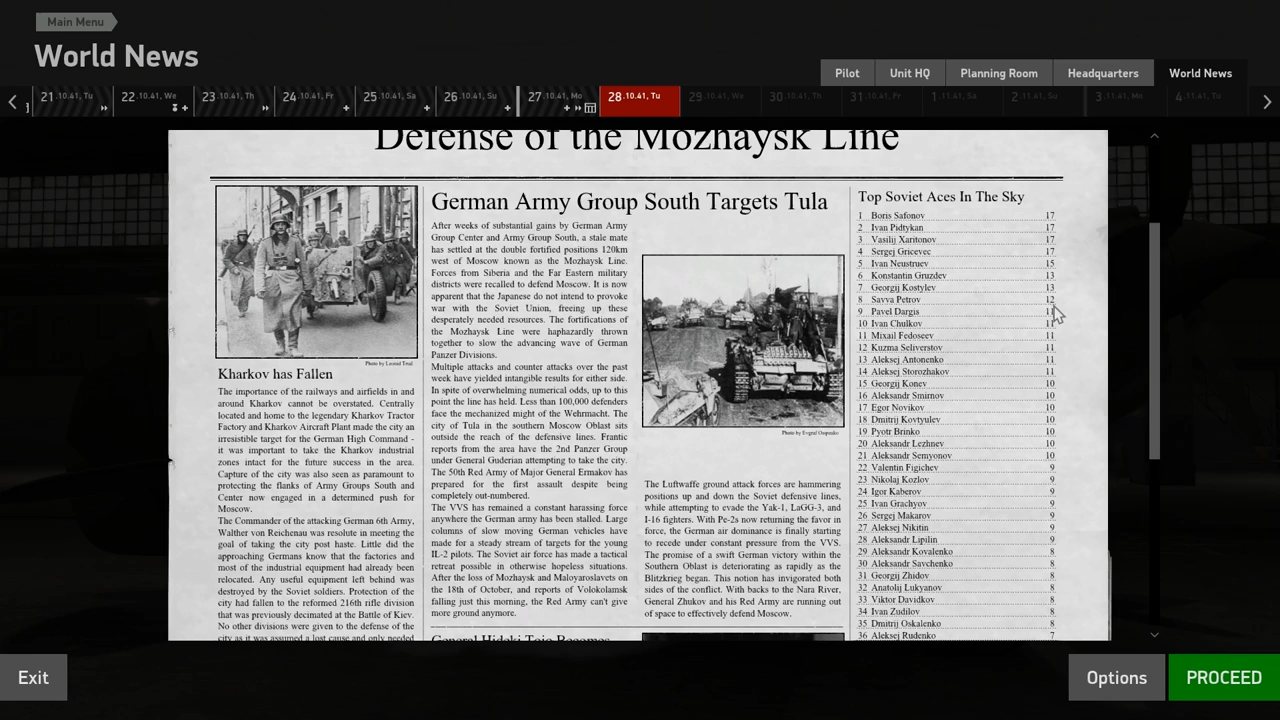 Main Menu
World News
Pilot
Unit HQ
Planning Room
Headquarters
World News
21.10.41, Tu
22.10.41, We
23.10.41, Th
24.10.41, Fr
25.10.41, Sa
26.10.41, Su
27.10.41, Mo
28.10.41, Tu
29.10.41, We
30.10.41, Th
31.10.41, Fr
1.11.41, Sa
2.11.41, Su
3.11.41, Mo
4.11.41, Tu
Defense of the Mozhaysk Line
Kharkov has Fallen
The importance of the railways and airfields in and
around Kharkov cannot be overstated. Centrally
located and home to the legendary Kharkov Tractor
Factory and Kharkov Aircraft Plant made the city an
irresistible target for the German High Command -
it was important to take the Kharkov industrial
zones intact for the future success in the area.
Capture of the city was also seen as paramount to
protecting the flanks of Army Groups South and
Center now engaged in a determined push for
Moscow.
The Commander of the attacking German 6th Army,
Walther von Reichenau was resolute in meeting the
goal of taking the city post haste. Little did the
approaching Germans know that the factories and
most of the industrial equipment had already been
relocated. Any useful equipment left behind was
destroyed by the Soviet soldiers. Protection of the
city had fallen to the reformed 216th rifle division
that was previously decimated at the Battle of Kiev.
No other divisions were given to the defense of the
city as it was assumed a lost cause and only needed
German Army Group South Targets Tula
After weeks of substantial gains by German Army
Group Center and Army Group South, a stale mate
has settled at the double fortified positions 120km
west of Moscow known as the Mozhaysk Line.
Forces from Siberia and the Far Eastern military
districts were recalled to defend Moscow. It is now
apparent that the Japanese do not intend to provoke
war with the Soviet Union, freeing up these
desperately needed resources. The fortifications of
the Mozhaysk Line were haphazardly thrown
together to slow the advancing wave of German
Panzer Divisions.
Multiple attacks and counter attacks over the past
week have yielded intangible results for either side.
In spite of overwhelming numerical odds, up to this
point the line has held. Less than 100,000 defenders
face the mechanized might of the Wehrmacht. The
city of Tula in the southern Moscow Oblast sits
outside the reach of the defensive lines. Frantic
reports from the area have the 2nd Panzer Group
under General Guderian attempting to take the city.
The 50th Red Army of Major General Ermakov has
prepared for the first assault despite being
completely out-numbered.
The VVS has remained a constant harassing force
anywhere the German army has been stalled. Large
columns of slow moving German vehicles have
made for a steady stream of targets for the young
IL-2 pilots. The Soviet air force has made a tactical
retreat possible in otherwise hopeless situations.
After the loss of Mozhaysk and Maloyaroslavets on
the 18th of October, and reports of Volokolamsk
falling just this morning, the Red Army can't give
more ground anymore.
General Hideki Tojo Becomes
Photo by Evgraf Osipenko
The Luftwaffe ground attack forces are hammering
positions up and down the Soviet defensive lines,
while attempting to evade the Yak-1, LaGG-3, and
I-16 fighters. With Pe-2s now returning the favor in
force, the German air dominance is finally starting
to recede under constant pressure from the VVS.
The promise of a swift German victory within the
Southern Oblast is deteriorating as rapidly as the
Blitzkrieg began. This notion has invigorated both
sides of the conflict. With backs to the Nara River,
General Zhukov and his Red Army are running out
of space to effectively defend Moscow.
Top Soviet Aces In The Sky
1 Boris Safonov 17
2 Ivan Pidtykan 17
3 Vasilij Xaritonov 17
4 Sergej Gricevec 17
5 Ivan Neustruev 15
6 Konstantin Gruzdev 13
7 Georgij Kostylev 13
8 Savva Petrov 12
9 Pavel Dargis 11
10 Ivan Chulkov 11
11 Mixail Fedoseev 11
12 Kuzma Seliverstov 11
13 Aleksej Antonenko 11
14 Aleksej Storozhakov 11
15 Georgij Konev 10
16 Aleksandr Smirnov 10
17 Egor Novikov 10
18 Dmitrij Kovtyulev 10
19 Pyotr Brinko 10
20 Aleksandr Lezhnev 10
21 Aleksandr Semyonov 10
22 Valentin Figichev 9
23 Nikolaj Kozlov 9
24 Igor Kaberov 9
25 Ivan Grachyov 9
26 Sergej Makarov 9
27 Aleksej Nikitin 9
28 Aleksandr Lipilin 9
29 Aleksandr Kovalenko 8
30 Aleksandr Savchenko 8
31 Georgij Zhidov 8
32 Anatolij Lukyanov 8
33 Viktor Davidkov 8
34 Ivan Zudilov 8
35 Dmitrij Oskalenko 8
36 Aleksej Rudenko 7
Exit
Options
PROCEED